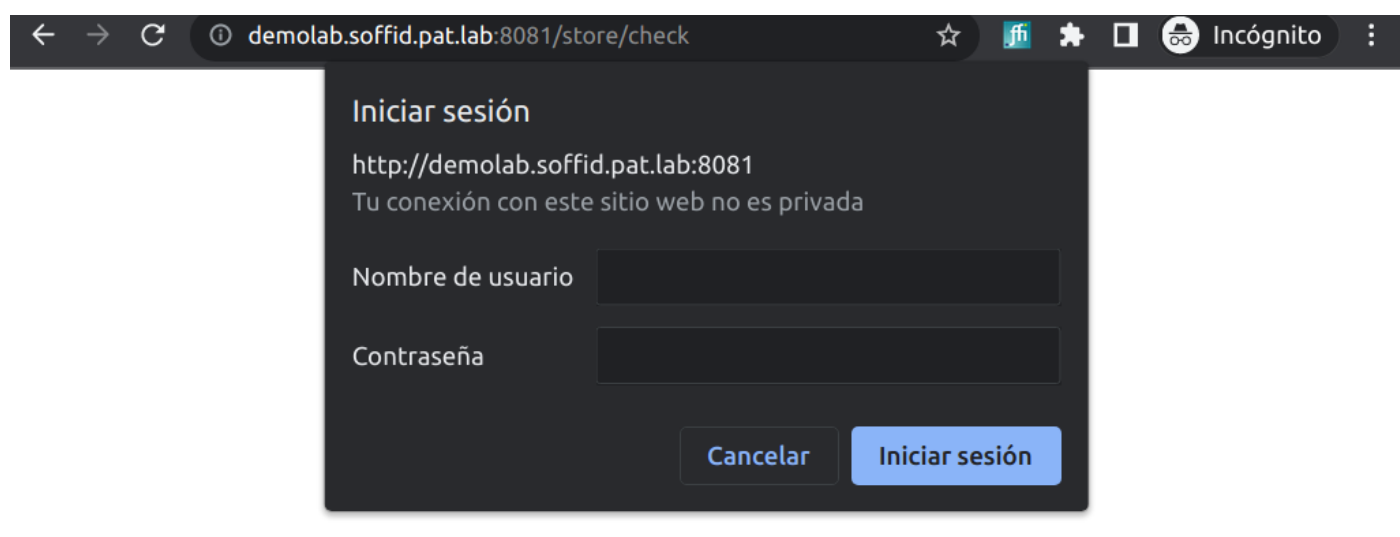 demolab.soffid.pat.lab:8081/store/check
ffi
Incógnito
Iniciar sesión
http://demolab.soffid.pat.lab:8081
Tu conexión con este sitio web no es privada
Nombre de usuario
Contraseña
Cancelar
Iniciar sesión